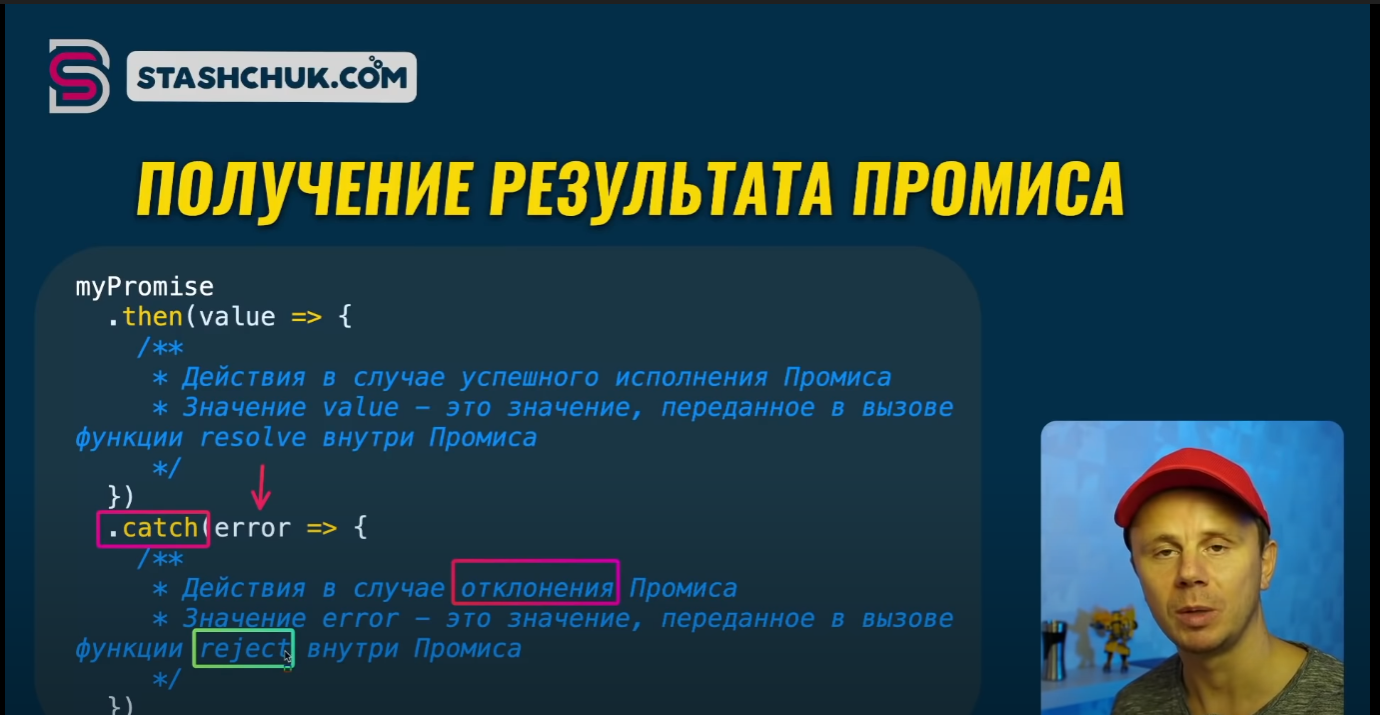 STASHCHUK.COM
ПОЛУЧЕНИЕ РЕЗУЛЬТАТА ПРОМИСА
myPromise
.then(value => {
/**
* Действия в случае успешного исполнения Промиса
* Значение value – это значение, переданное в вызове
функции resolve внутри Промиса
*/
})
.catch(error => {
/**
* Действия в случае отклонения Промиса
* Значение error – это значение, переданное в вызове
функции reject внутри Промиса
*/
})